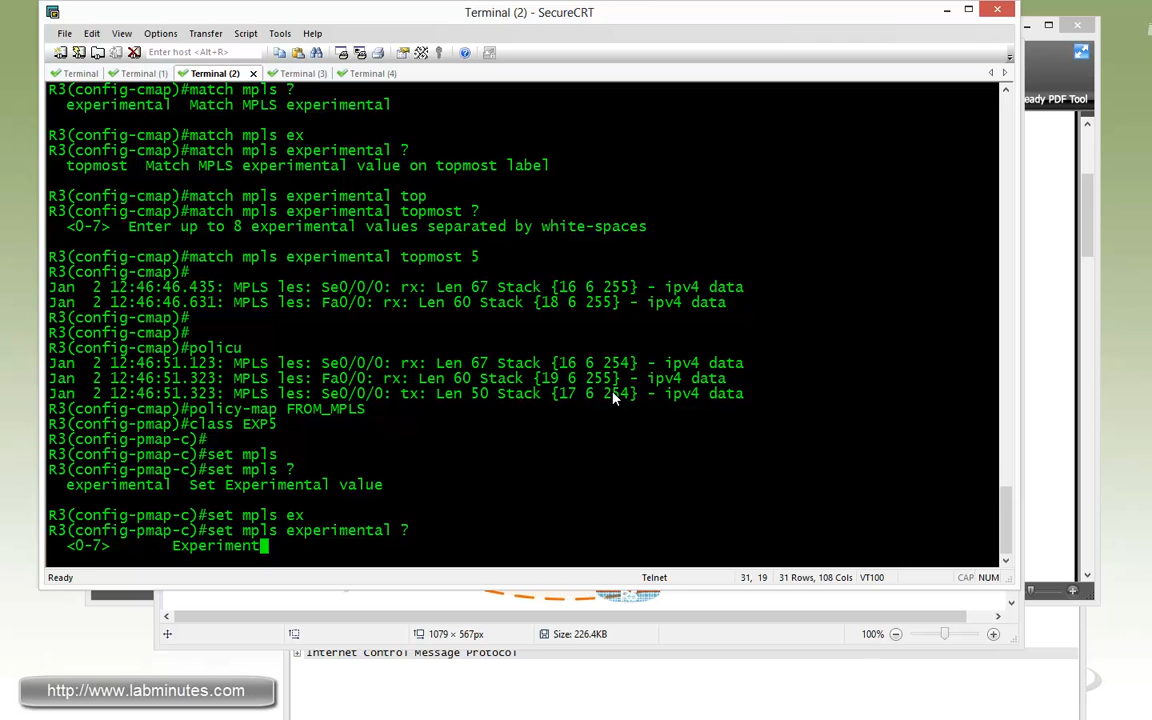 Terminal (2) - SecureCRT
File Edit View Options Transfer Script Tools Help
Enter host <Alt+R>
Terminal Terminal (1) Terminal (2) Terminal (3) Terminal (4)
R3(config-cmap)#match mpls ?
experimental Match MPLS experimental
R3(config-cmap)#match mpls ex
R3(config-cmap)#match mpls experimental ?
topmost Match MPLS experimental value on topmost label
R3(config-cmap)#match mpls experimental top
R3(config-cmap)#match mpls experimental topmost ?
<0-7> Enter up to 8 experimental values separated by white-spaces
R3(config-cmap)#match mpls experimental topmost 5
R3(config-cmap)#
Jan 2 12:46:46.435: MPLS les: Se0/0/0: rx: Len 67 Stack {16 6 255} - ipv4 data
Jan 2 12:46:46.631: MPLS les: Fa0/0: rx: Len 60 Stack {18 6 255} - ipv4 data
R3(config-cmap)#
R3(config-cmap)#
R3(config-cmap)#policu
Jan 2 12:46:51.123: MPLS les: Se0/0/0: rx: Len 67 Stack {16 6 254} - ipv4 data
Jan 2 12:46:51.323: MPLS les: Fa0/0: rx: Len 60 Stack {19 6 255} - ipv4 data
Jan 2 12:46:51.323: MPLS les: Se0/0/0: tx: Len 50 Stack {17 6 254} - ipv4 data
R3(config-cmap)#policy-map FROM_MPLS
R3(config-pmap)#class EXP5
R3(config-pmap-c)#
R3(config-pmap-c)#set mpls
R3(config-pmap-c)#set mpls ?
experimental Set Experimental value
R3(config-pmap-c)#set mpls ex
R3(config-pmap-c)#set mpls experimental ?
<0-7> Experiment
Ready Telnet 31, 19 31 Rows, 108 Cols VT100 CAP NUM
eady PDF Tool
1079 × 567px Size: 226.4KB 100%
Internet Control Message Protocol
http://www.labminutes.com